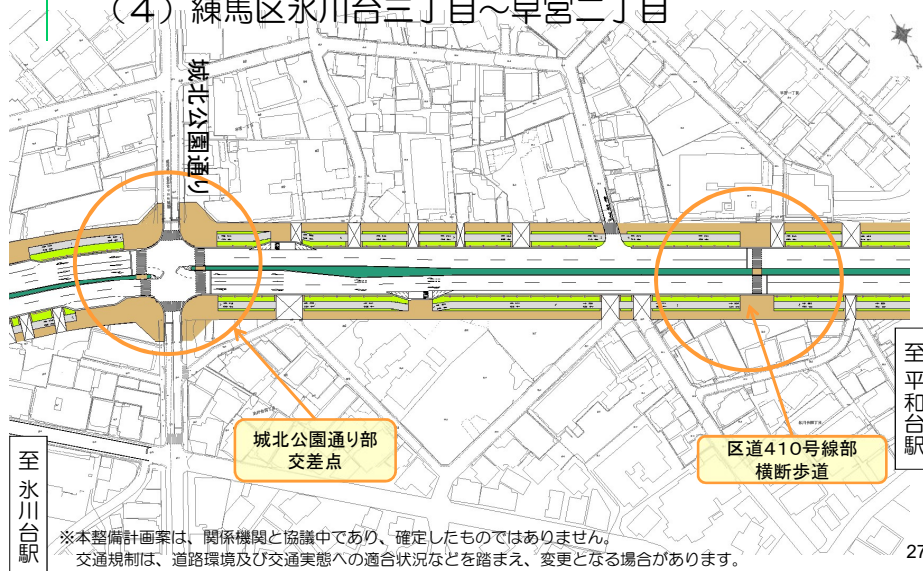 （4）練馬区氷川台三丁目～早宮二丁目
城北公園通り
城北公園通り部
交差点
区道410号線部
横断歩道
至 平和台駅
至 氷川台駅
※本整備計画案は、関係機関と協議中であり、確定したものではありません。
交通規制は、道路環境及び交通実態への適合状況などを踏まえ、変更となる場合があります。
27